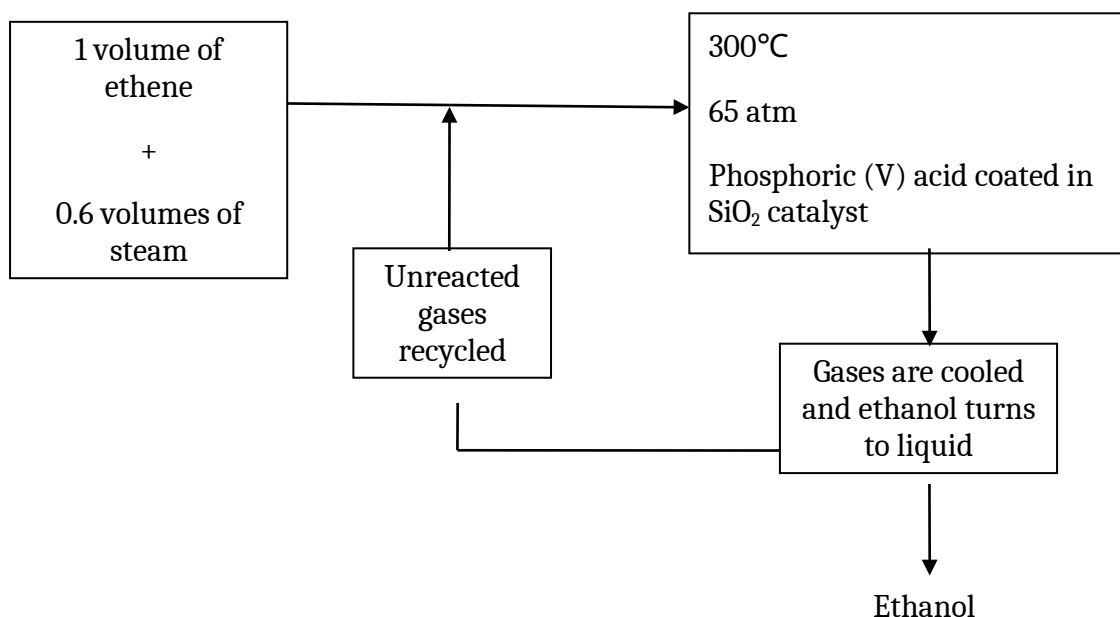 1 volume of
ethene
+
0.6 volumes of
steam
300℃
65 atm
Phosphoric (V) acid coated in
SiO₂ catalyst
Unreacted
gases
recycled
Gases are cooled
and ethanol turns
to liquid
Ethanol